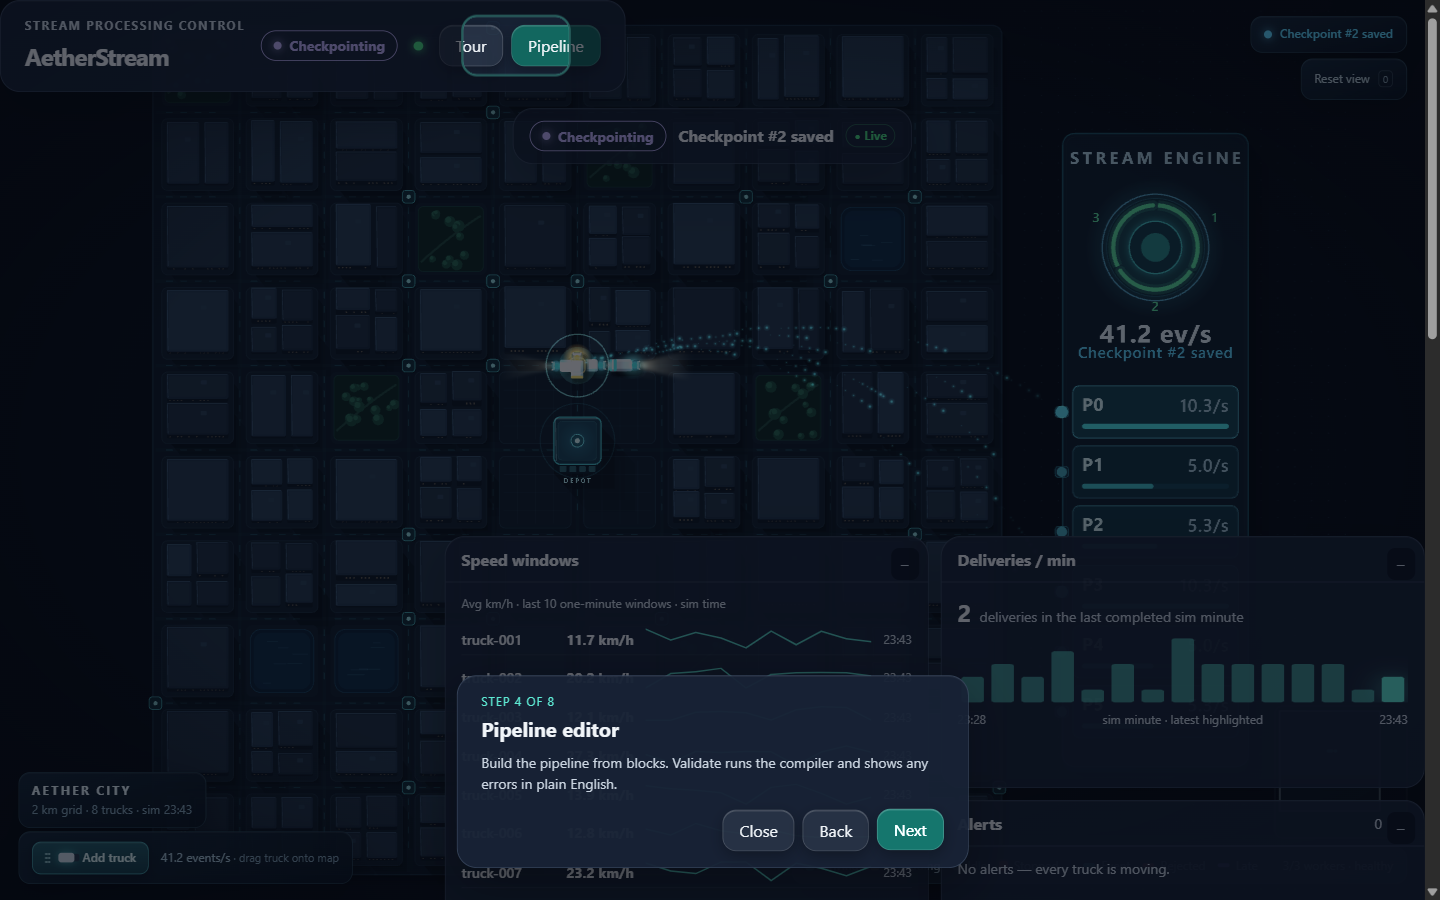 STREAM PROCESSING CONTROL
AetherStream
Checkpointing
Tour
Pipeline
Checkpoint #2 saved
Reset view 0
Checkpointing
Checkpoint #2 saved
• Live
STREAM ENGINE
3
1
2
41.2 ev/s
Checkpoint #2 saved
P0 10.3/s
P1 5.0/s
P2 5.3/s
DEPOT
Speed windows –
Avg km/h · last 10 one-minute windows · sim time
truck-001 11.7 km/h 23:43
truck-007 23.2 km/h 23:43
Deliveries / min –
2 deliveries in the last completed sim minute
:28 sim minute · latest highlighted 23:43
Alerts 0 –
No alerts — every truck is moving.
STEP 4 OF 8
Pipeline editor
Build the pipeline from blocks. Validate runs the compiler and shows any
errors in plain English.
Close
Back
Next
AETHER CITY
2 km grid · 8 trucks · sim 23:43
Add truck
41.2 events/s · drag truck onto map